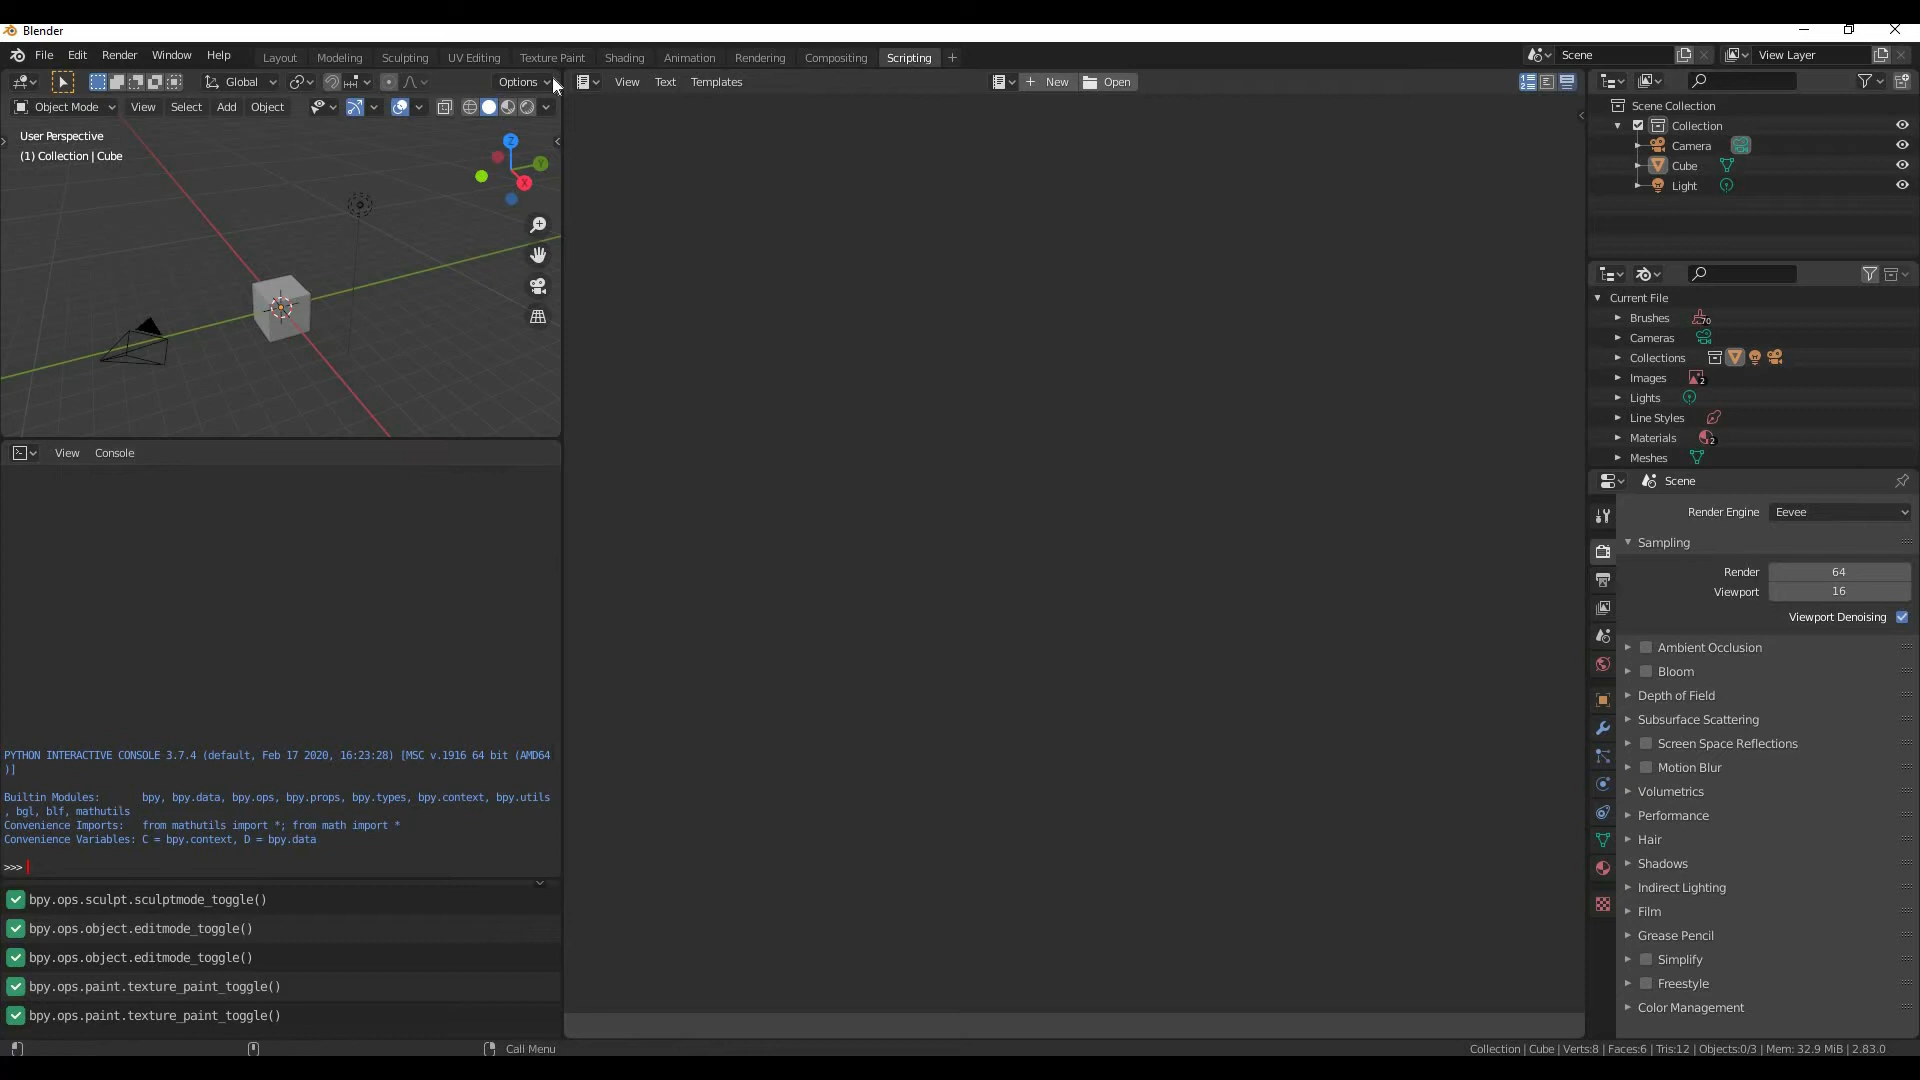 Blender
File Edit Render Window Help Layout Modeling Sculpting UV Editing Texture Paint Shading Animation Rendering Compositing Scripting + Scene View Layer
Global Options
View Text Templates + New Open
Object Mode View Select Add Object
User Perspective
(1) Collection | Cube
Z
Y
X
Scene Collection
Collection
Camera
Cube
Light
Current File
Brushes 70
Cameras
Collections
Images 2
Lights
Line Styles
Materials 2
Meshes
View Console
PYTHON INTERACTIVE CONSOLE 3.7.4 (default, Feb 17 2020, 16:23:28) [MSC v.1916 64 bit (AMD64
)]
Builtin Modules: bpy, bpy.data, bpy.ops, bpy.props, bpy.types, bpy.context, bpy.utils
, bgl, blf, mathutils
Convenience Imports: from mathutils import *; from math import *
Convenience Variables: C = bpy.context, D = bpy.data
>>>
bpy.ops.sculpt.sculptmode_toggle()
bpy.ops.object.editmode_toggle()
bpy.ops.object.editmode_toggle()
bpy.ops.paint.texture_paint_toggle()
bpy.ops.paint.texture_paint_toggle()
Scene
Render Engine Eevee
Sampling
Render 64
Viewport 16
Viewport Denoising
Ambient Occlusion
Bloom
Depth of Field
Subsurface Scattering
Screen Space Reflections
Motion Blur
Volumetrics
Performance
Hair
Shadows
Indirect Lighting
Film
Grease Pencil
Simplify
Freestyle
Color Management
Call Menu
Collection | Cube | Verts:8 | Faces:6 | Tris:12 | Objects:0/3 | Mem: 32.9 MiB | 2.83.0